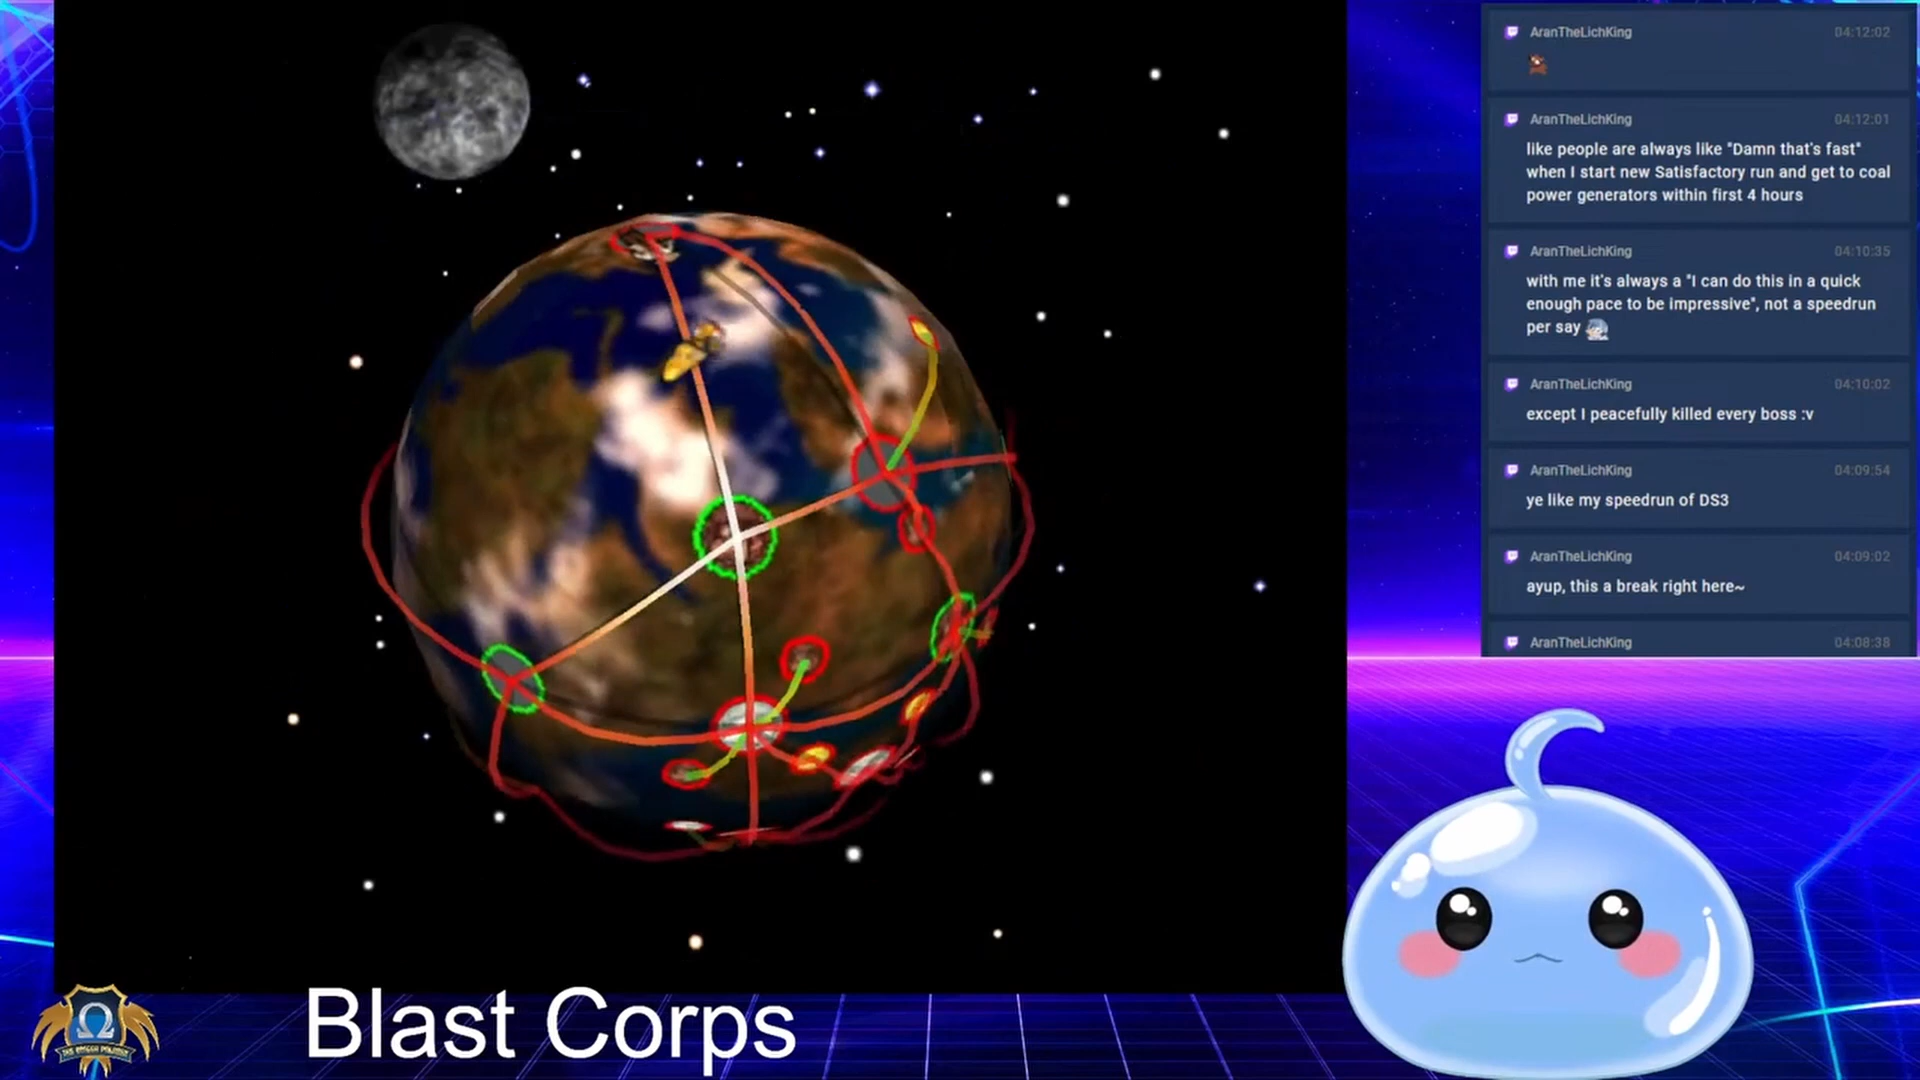 AranTheLichKing 04:12:02
AranTheLichKing 04:12:01
like people are always like "Damn that's fast"
when I start new Satisfactory run and get to coal
power generators within first 4 hours
AranTheLichKing 04:10:35
with me it's always a "I can do this in a quick
enough pace to be impressive", not a speedrun
per say
AranTheLichKing 04:10:02
except I peacefully killed every boss :v
AranTheLichKing 04:09:54
ye like my speedrun of DS3
AranTheLichKing 04:09:02
ayup, this a break right here~
AranTheLichKing 04:08:38
Blast Corps